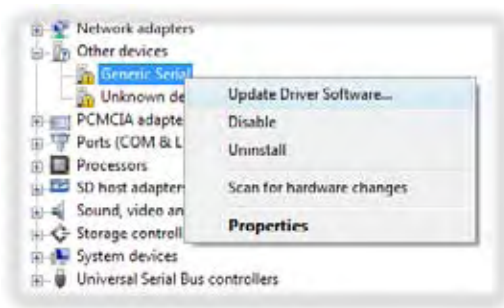 Network adapters
Other devices
Generic Serial
Unknown de
PCMCIA adapte
Ports (COM & L
Processors
SD host adapter
Sound, video an
Storage controll
System devices
Universal Serial Bus controllers
Update Driver Software...
Disable
Uninstall
Scan for hardware changes
Properties